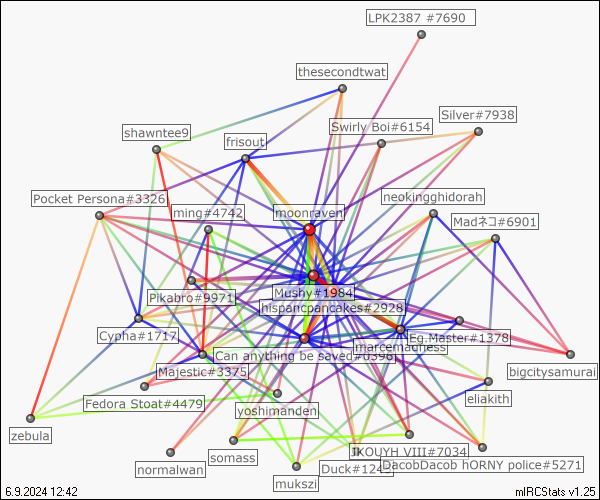 LPK2387 #7690
thesecondtwat
Silver#7938
Swirly Boi#6154
shawntee9
frisout
neokingghidorah
Pocket Persona#3326
ming#4742
moonraven
Madネコ#6901
Mushy#1984
Pikabro#9971
hispancpancakes#2928
Cypha#1717
Eg.Master#1378
marcemadness
Can anything be saved#0398
Majestic#3375
bigcitysamurai
Fedora Stoat#4479
yoshimanden
eliakith
zebula
somass
JKOUYH VIII#7034
normalwan
Duck#1243
DacobDacob hORNY police#5271
mukszi
6.9.2024 12:42
mIRCStats v1.25